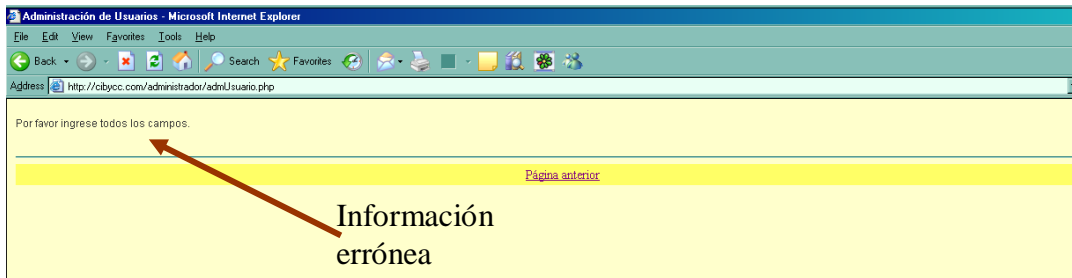 Administración de Usuarios - Microsoft Internet Explorer
File Edit View Favorites Tools Help
Back Search Favorites
Address http://cibycc.com/administrador/admUsuario.php
Por favor ingrese todos los campos.
Página anterior
Información
errónea